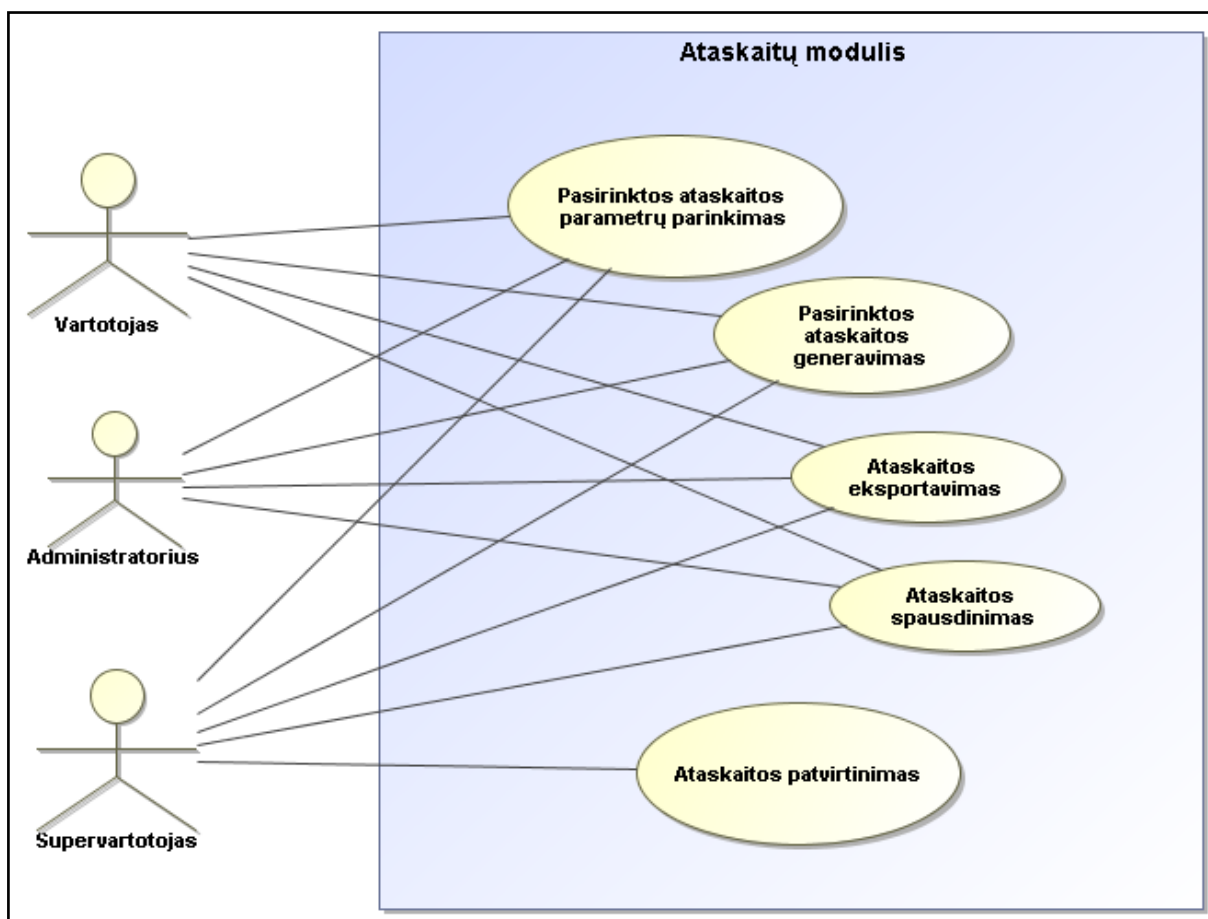 Ataskaitų modulis
Pasirinktos ataskaitos
parametrų parinkimas
Vartotojas
Pasirinktos
ataskaitos
generavimas
Ataskaitos
eksportavimas
Administratorius
Ataskaitos
spausdinimas
Ataskaitos patvirtinimas
Supervartotojas